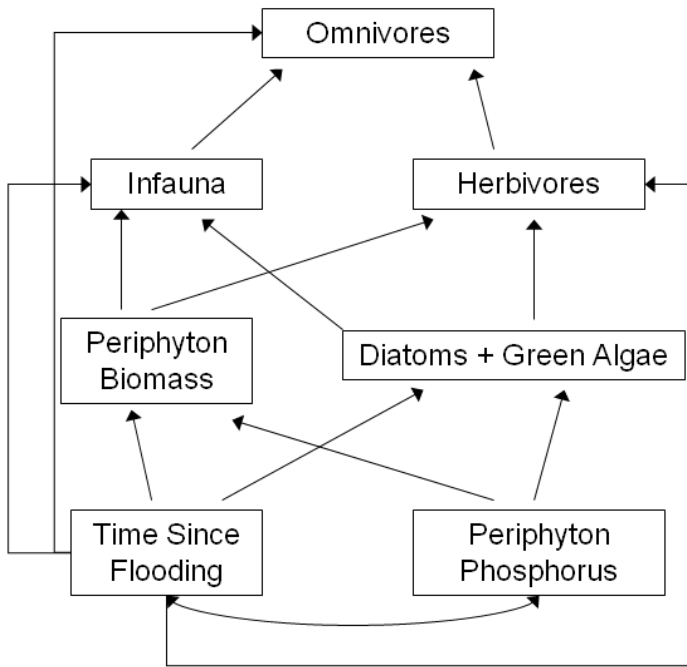 Omnivores
Infauna
Herbivores
Periphyton
Biomass
Diatoms + Green Algae
Time Since
Flooding
Periphyton
Phosphorus